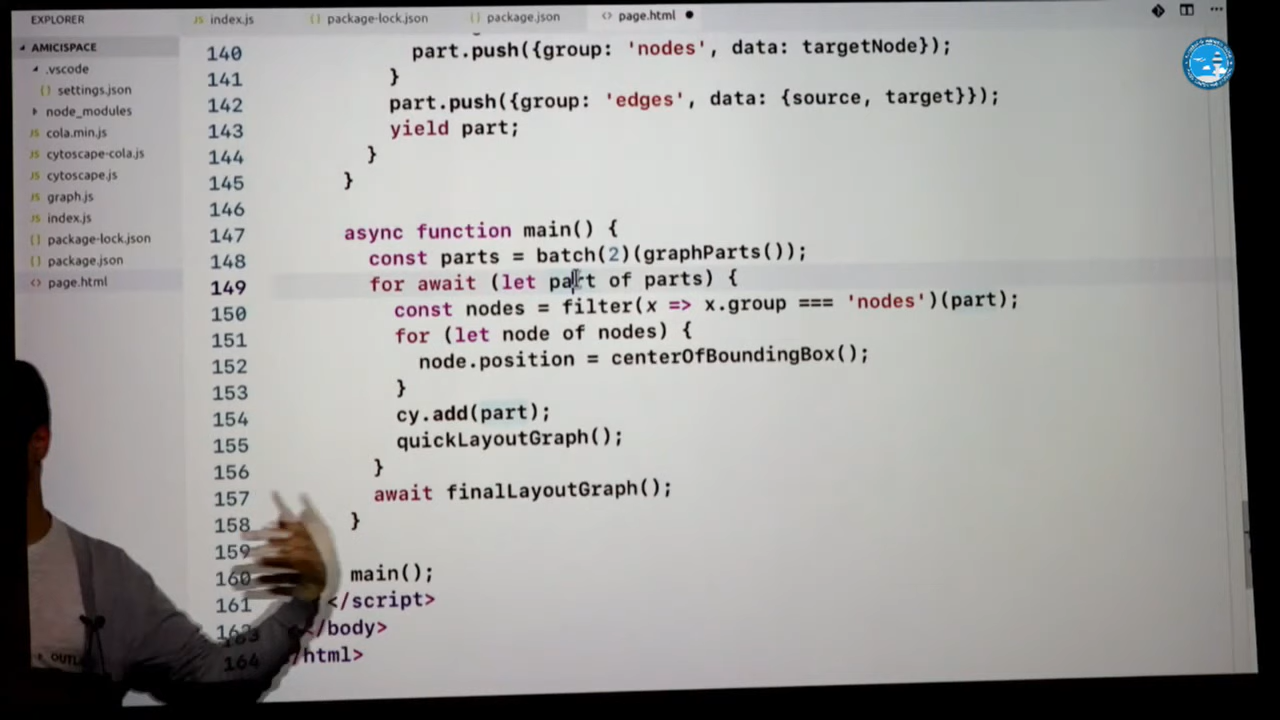 EXPLORER
index.js
package-lock.json
package.json
page.html
AMICISPACE
.vscode
settings.json
node_modules
cola.min.js
cytoscape-cola.js
cytoscape.js
graph.js
index.js
package-lock.json
package.json
page.html
140 part.push({group: 'nodes', data: targetNode});
141 }
142 part.push({group: 'edges', data: {source, target}});
143 yield part;
144 }
145 }
146
147 async function main() {
148 const parts = batch(2)(graphParts());
149 for await (let part of parts) {
150 const nodes = filter(x => x.group === 'nodes')(part);
151 for (let node of nodes) {
152 node.position = centerOfBoundingBox();
153 }
154 cy.add(part);
155 quickLayoutGraph();
156 }
157 await finalLayoutGraph();
158 }
159
160 main();
161 </script>
</body>
164 /html>